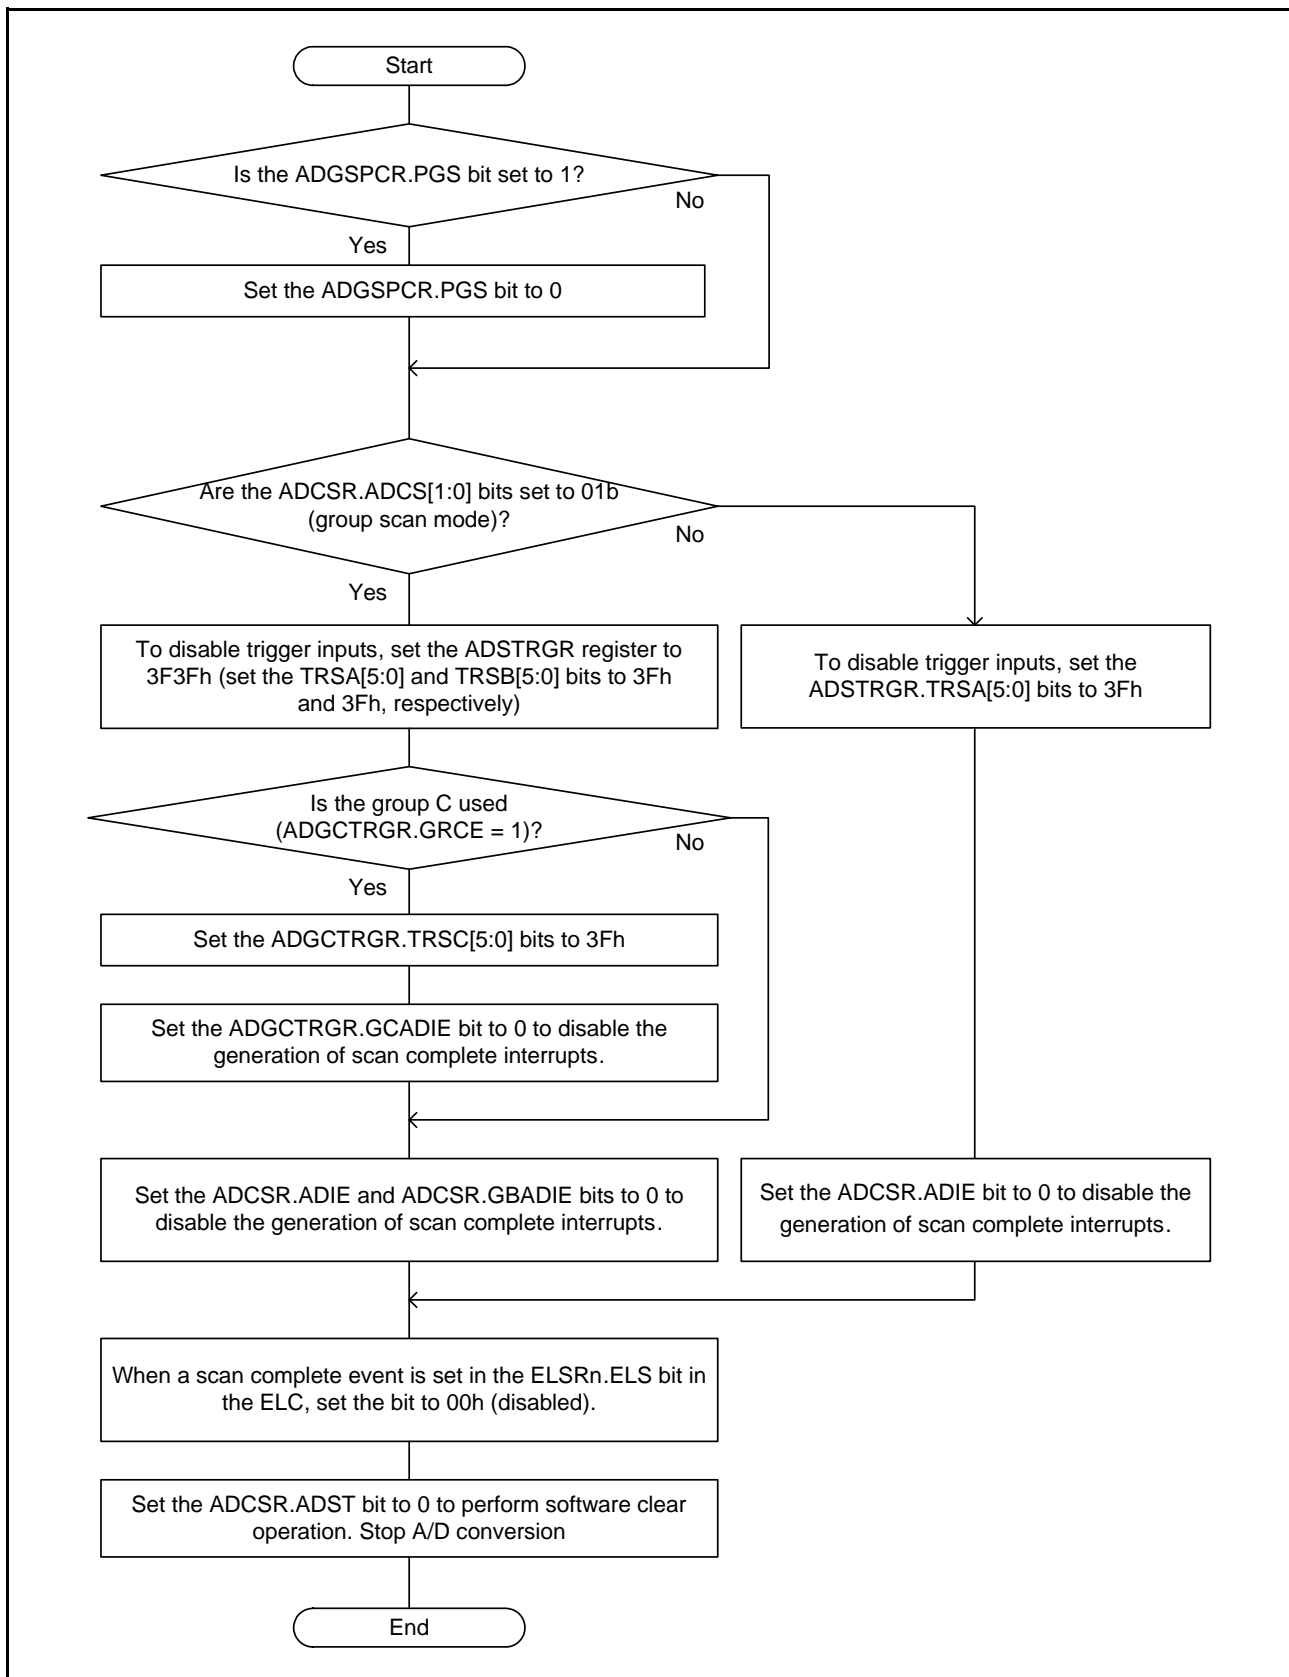 Start
Is the ADGSPCR.PGS bit set to 1?
No
Yes
Set the ADGSPCR.PGS bit to 0
Are the ADCSR.ADCS[1:0] bits set to 01b
(group scan mode)?
No
Yes
To disable trigger inputs, set the ADSTRGR register to
3F3Fh (set the TRSA[5:0] and TRSB[5:0] bits to 3Fh
and 3Fh, respectively)
To disable trigger inputs, set the
ADSTRGR.TRSA[5:0] bits to 3Fh
Is the group C used
(ADGCTRGR.GRCE = 1)?
No
Yes
Set the ADGCTRGR.TRSC[5:0] bits to 3Fh
Set the ADGCTRGR.GCADIE bit to 0 to disable the
generation of scan complete interrupts.
Set the ADCSR.ADIE and ADCSR.GBADIE bits to 0 to
disable the generation of scan complete interrupts.
Set the ADCSR.ADIE bit to 0 to disable the
generation of scan complete interrupts.
When a scan complete event is set in the ELSRn.ELS bit in
the ELC, set the bit to 00h (disabled).
Set the ADCSR.ADST bit to 0 to perform software clear
operation. Stop A/D conversion
End